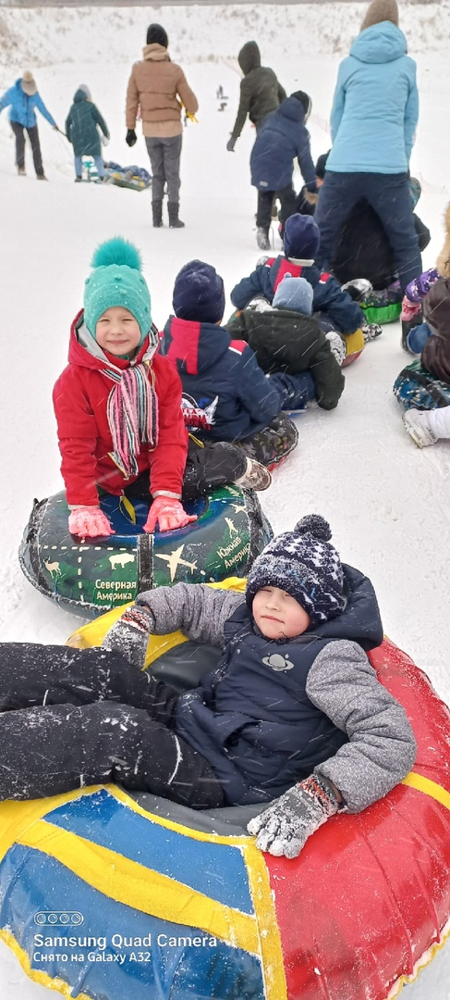 Северная
Америка
Южная
Америка
Samsung Quad Camera
Снято на Galaxy A32